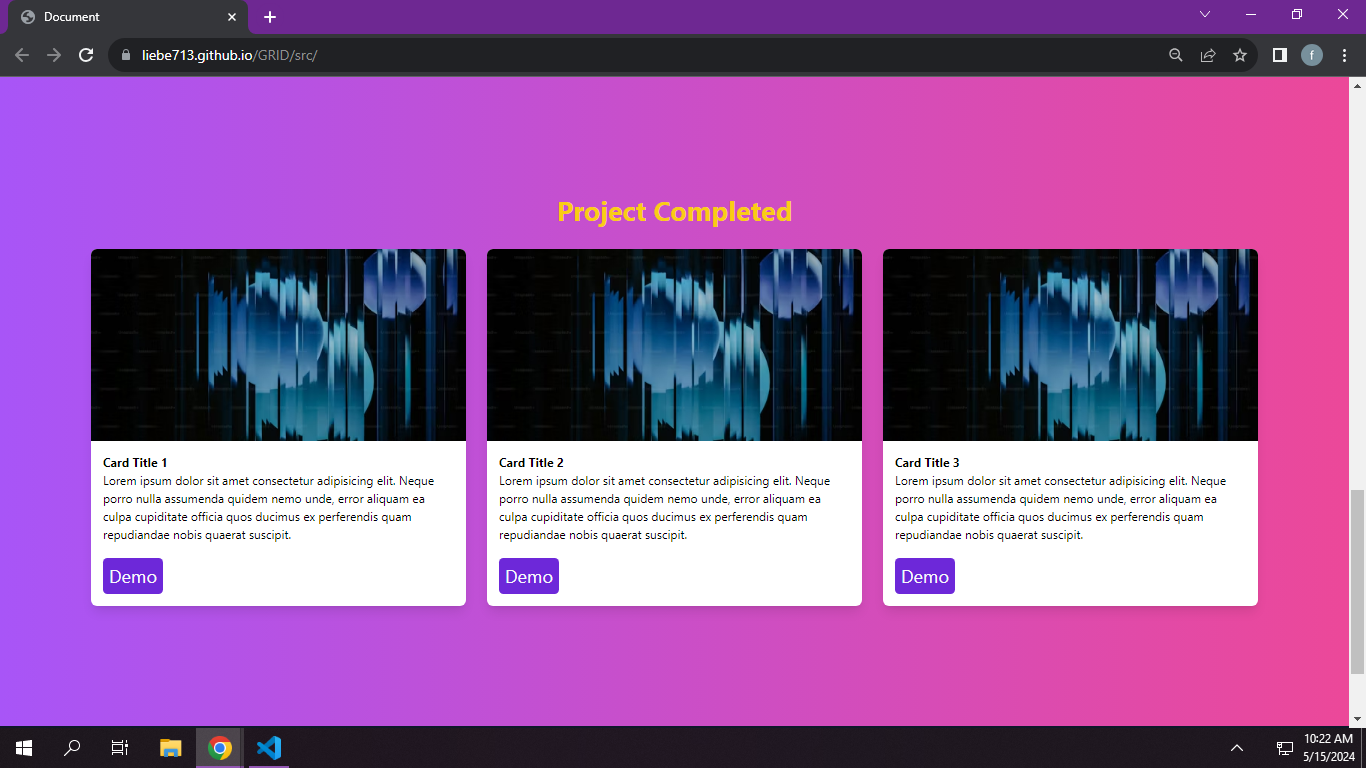 Document
liebe713.github.io/GRID/src/
f
Project Completed
Card Title 1
Lorem ipsum dolor sit amet consectetur adipisicing elit. Neque
porro nulla assumenda quidem nemo unde, error aliquam ea
culpa cupiditate officia quos ducimus ex perferendis quam
repudiandae nobis quaerat suscipit.
Demo
Card Title 2
Lorem ipsum dolor sit amet consectetur adipisicing elit. Neque
porro nulla assumenda quidem nemo unde, error aliquam ea
culpa cupiditate officia quos ducimus ex perferendis quam
repudiandae nobis quaerat suscipit.
Demo
Card Title 3
Lorem ipsum dolor sit amet consectetur adipisicing elit. Neque
porro nulla assumenda quidem nemo unde, error aliquam ea
culpa cupiditate officia quos ducimus ex perferendis quam
repudiandae nobis quaerat suscipit.
Demo
10:22 AM
5/15/2024